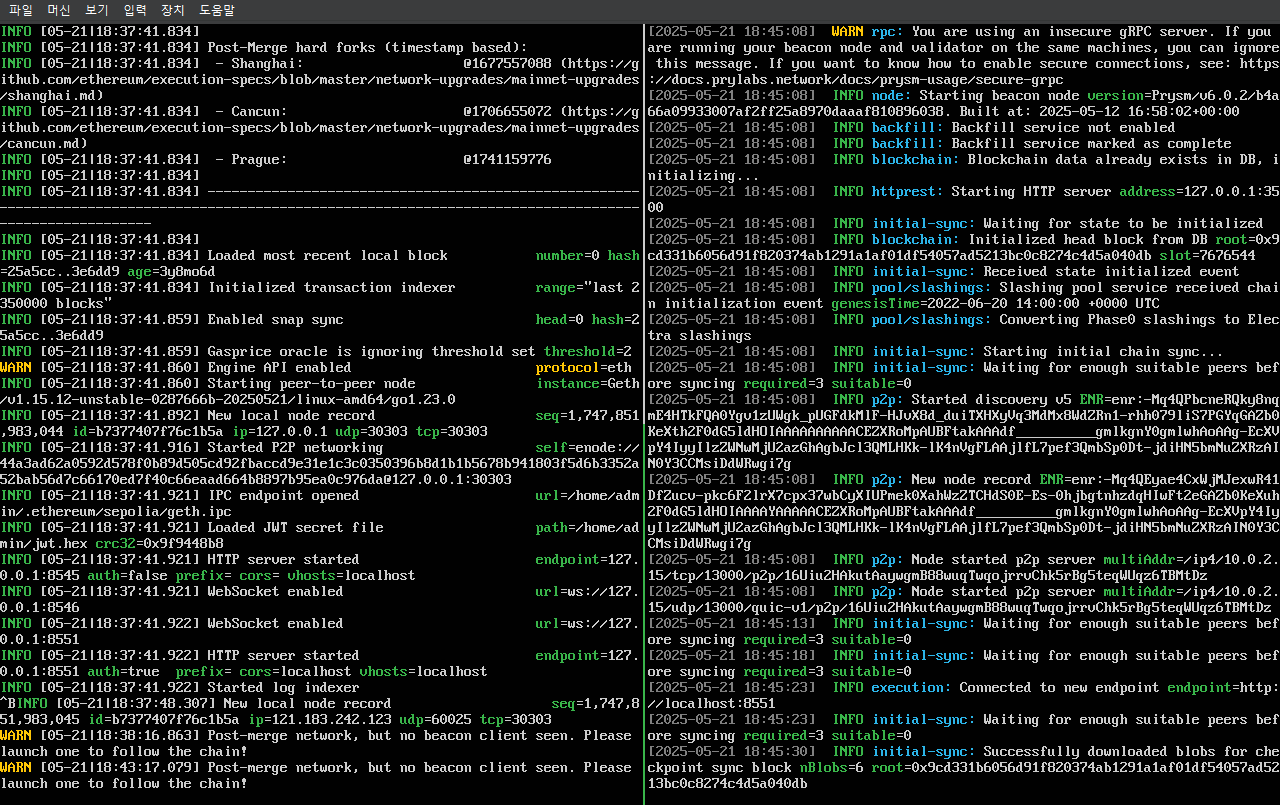 파일 머신 보기 입력 장치 도움말
INFO [05-21|18:37:41.834]
INFO [05-21|18:37:41.834] Post-Merge hard forks (timestamp based):
INFO [05-21|18:37:41.834]  - Shanghai:                    @1677557088 (https://g
ithub.com/ethereum/execution-specs/blob/master/network-upgrades/mainnet-upgrades
/shanghai.md)
INFO [05-21|18:37:41.834]  - Cancun:                      @1706655072 (https://g
ithub.com/ethereum/execution-specs/blob/master/network-upgrades/mainnet-upgrades
/cancun.md)
INFO [05-21|18:37:41.834]  - Prague:                      @1741159776
INFO [05-21|18:37:41.834]
INFO [05-21|18:37:41.834] ------------------------------------------------------
--------------------------------------------------------------------------------
-------------------
INFO [05-21|18:37:41.834]
INFO [05-21|18:37:41.834] Loaded most recent local block           number=0 hash
=25a5cc..3e6dd9 age=3y8mo6d
INFO [05-21|18:37:41.834] Initialized transaction indexer          range="last 2
350000 blocks"
INFO [05-21|18:37:41.859] Enabled snap sync                        head=0 hash=2
5a5cc..3e6dd9
INFO [05-21|18:37:41.859] Gasprice oracle is ignoring threshold set threshold=2
WARN [05-21|18:37:41.860] Engine API enabled                       protocol=eth
INFO [05-21|18:37:41.860] Starting peer-to-peer node               instance=Geth
/v1.15.12-unstable-0287666b-20250521/linux-amd64/go1.23.0
INFO [05-21|18:37:41.892] New local node record                    seq=1,747,851
,983,044 id=b7377407f76c1b5a ip=127.0.0.1 udp=30303 tcp=30303
INFO [05-21|18:37:41.916] Started P2P networking                   self=enode://
44a3ad62a0592d578f0b89d505cd92fbaccd9e31e1c3c0350396b8d1b1b5678b941803f5d6b3352a
52bab56d7c66170ed7f40c66eaad664b8897b95ea0c976da@127.0.0.1:30303
INFO [05-21|18:37:41.921] IPC endpoint opened                      url=/home/adm
in/.ethereum/sepolia/geth.ipc
INFO [05-21|18:37:41.921] Loaded JWT secret file                   path=/home/ad
min/jwt.hex crc32=0x9f9448b8
INFO [05-21|18:37:41.921] HTTP server started                      endpoint=127.
0.0.1:8545 auth=false prefix= cors= vhosts=localhost
INFO [05-21|18:37:41.921] WebSocket enabled                        url=ws://127.
0.0.1:8546
INFO [05-21|18:37:41.922] WebSocket enabled                        url=ws://127.
0.0.1:8551
INFO [05-21|18:37:41.922] HTTP server started                      endpoint=127.
0.0.1:8551 auth=true  prefix= cors=localhost vhosts=localhost
INFO [05-21|18:37:41.922] Started log indexer
^BINFO [05-21|18:37:48.307] New local node record                    seq=1,747,8
51,983,045 id=b7377407f76c1b5a ip=121.183.242.123 udp=60025 tcp=30303
WARN [05-21|18:38:16.863] Post-merge network, but no beacon client seen. Please
launch one to follow the chain!
WARN [05-21|18:43:17.079] Post-merge network, but no beacon client seen. Please
launch one to follow the chain!
[2025-05-21 18:45:08]  WARN rpc: You are using an insecure gRPC server. If you
are running your beacon node and validator on the same machines, you can ignore
 this message. If you want to know how to enable secure connections, see: https
://docs.prylabs.network/docs/prysm-usage/secure-grpc
[2025-05-21 18:45:08]  INFO node: Starting beacon node version=Prysm/v6.0.2/b4a
66a09933007af2ff25a8970daaaf810896038. Built at: 2025-05-12 16:58:02+00:00
[2025-05-21 18:45:08]  INFO backfill: Backfill service not enabled
[2025-05-21 18:45:08]  INFO backfill: Backfill service marked as complete
[2025-05-21 18:45:08]  INFO blockchain: Blockchain data already exists in DB, i
nitializing...
[2025-05-21 18:45:08]  INFO httprest: Starting HTTP server address=127.0.0.1:35
00
[2025-05-21 18:45:08]  INFO initial-sync: Waiting for state to be initialized
[2025-05-21 18:45:08]  INFO blockchain: Initialized head block from DB root=0x9
cd331b6056d91f820374ab1291a1af01df54057ad5213bc0c8274c4d5a040db slot=7676544
[2025-05-21 18:45:08]  INFO initial-sync: Received state initialized event
[2025-05-21 18:45:08]  INFO pool/slashings: Slashing pool service received chai
n initialization event genesisTime=2022-06-20 14:00:00 +0000 UTC
[2025-05-21 18:45:08]  INFO pool/slashings: Converting Phase0 slashings to Elec
tra slashings
[2025-05-21 18:45:08]  INFO initial-sync: Starting initial chain sync...
[2025-05-21 18:45:08]  INFO initial-sync: Waiting for enough suitable peers bef
ore syncing required=3 suitable=0
[2025-05-21 18:45:08]  INFO p2p: Started discovery v5 ENR=enr:-Mq4QPbcneRQky8nq
[2025-05-21 18:45:08]  INFO p2p: New node record ENR=enr:-Mq4QEyae4CxWjMJexwR41
[2025-05-21 18:45:08]  INFO p2p: Node started p2p server multiAddr=/ip4/10.0.2.
15/tcp/13000/p2p/16Uiu2HAkutAaywgmB88wuqTwqojrrvChk5rBg5teqWUqz6TBMtDz
[2025-05-21 18:45:08]  INFO p2p: Node started p2p server multiAddr=/ip4/10.0.2.
15/udp/13000/quic-v1/p2p/16Uiu2HAkutAaywgmB88wuqTwqojrrvChk5rBg5teqWUqz6TBMtDz
[2025-05-21 18:45:13]  INFO initial-sync: Waiting for enough suitable peers bef
ore syncing required=3 suitable=0
[2025-05-21 18:45:18]  INFO initial-sync: Waiting for enough suitable peers bef
ore syncing required=3 suitable=0
[2025-05-21 18:45:23]  INFO execution: Connected to new endpoint endpoint=http:
//localhost:8551
[2025-05-21 18:45:23]  INFO initial-sync: Waiting for enough suitable peers bef
ore syncing required=3 suitable=0
[2025-05-21 18:45:30]  INFO initial-sync: Successfully downloaded blobs for che
ckpoint sync block nBlobs=6 root=0x9cd331b6056d91f820374ab1291a1af01df54057ad52
13bc0c8274c4d5a040db